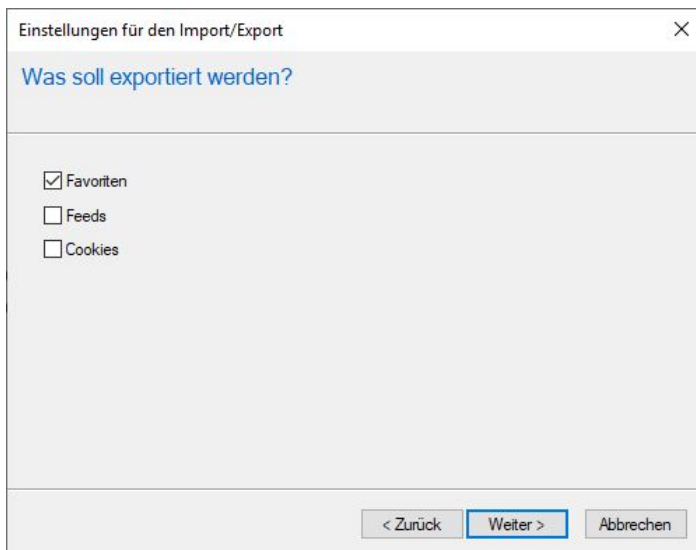 Einstellungen für den Import/Export
Was soll exportiert werden?
Favoriten
Feeds
Cookies
< Zurück Weiter > Abbrechen